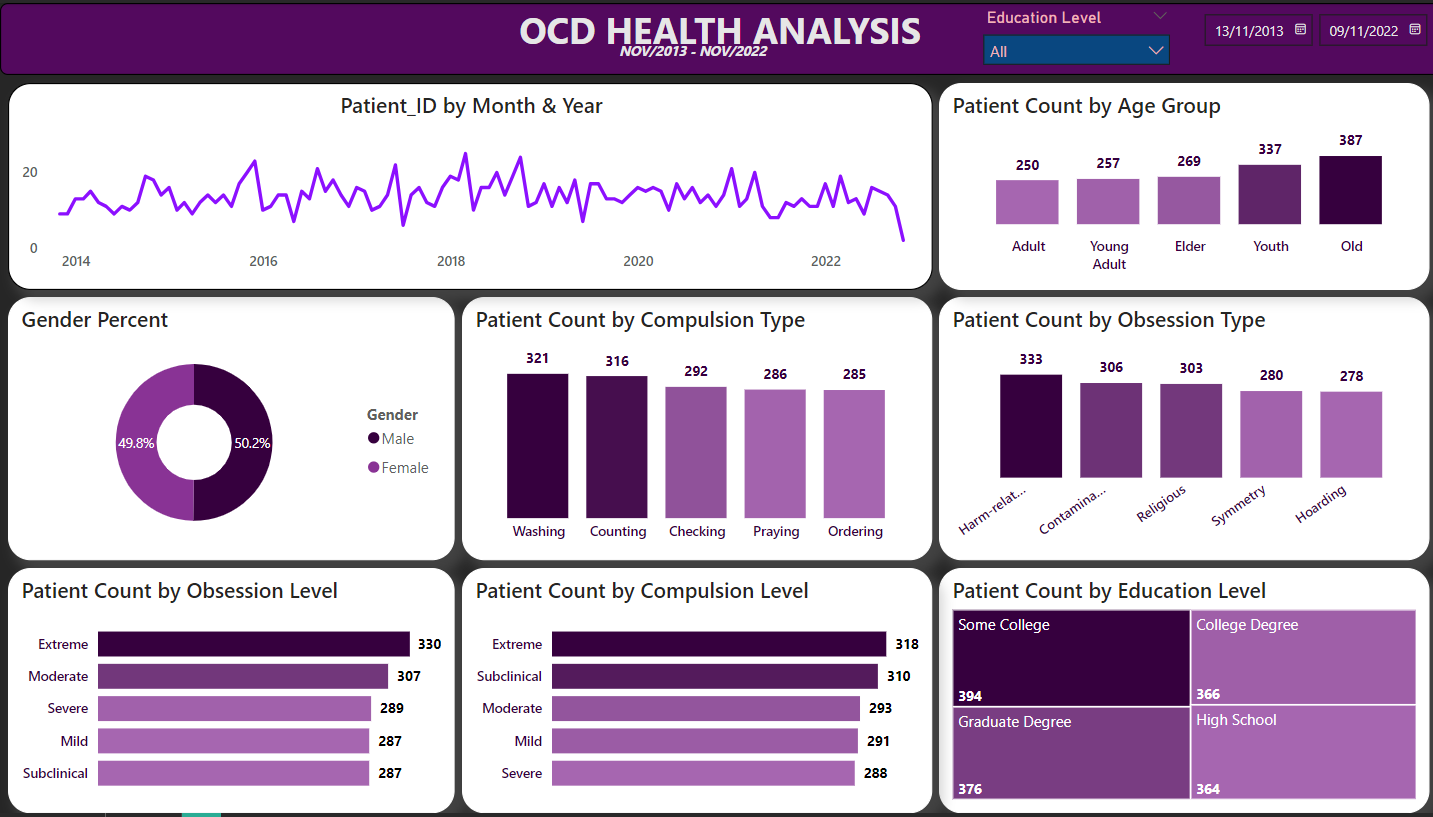 OCD HEALTH ANALYSIS
NOV/2013 - NOV/2022
Education Level
All
13/11/2013
09/11/2022
Patient_ID by Month & Year
20
0
2014
2016
2018
2020
2022
Patient Count by Age Group
250
257
269
337
387
Adult
Young
Adult
Elder
Youth
Old
Gender Percent
49.8%
50.2%
Gender
Male
Female
Patient Count by Compulsion Type
321
316
292
286
285
Washing
Counting
Checking
Praying
Ordering
Patient Count by Obsession Type
333
306
303
280
278
Harm-relat...
Contamina...
Religious
Symmetry
Hoarding
Patient Count by Obsession Level
Extreme 330
Moderate 307
Severe 289
Mild 287
Subclinical 287
Patient Count by Compulsion Level
Extreme 318
Subclinical 310
Moderate 293
Mild 291
Severe 288
Patient Count by Education Level
Some College
394
College Degree
366
Graduate Degree
376
High School
364